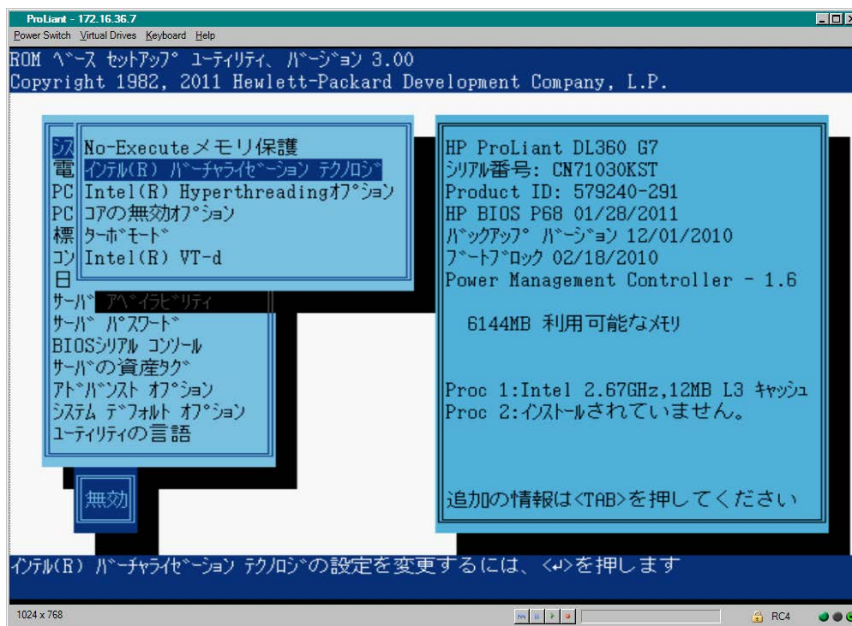 ProLiant - 172.16.36.7
Power Switch Virtual Drives Keyboard Help
ROM ベース セットアップ ユーティリティ、 バージョン 3.00
Copyright 1982, 2011 Hewlett-Packard Development Company, L.P.
シス
電
PC
PC
標
コン
日
No-Executeメモリ保護
インテル(R) バーチャライゼーション テクノロジ
Intel(R) Hyperthreadingオプション
コアの無効オプション
ターボモード
Intel(R) VT-d
サーバ アベイラビリティ
サーバ パスワード
BIOSシリアル コンソール
サーバの資産タグ
アドバンスト オプション
システム デフォルト オプション
ユーティリティの言語
無効
HP ProLiant DL360 G7
シリアル番号: CN71030KST
Product ID: 579240-291
HP BIOS P68 01/28/2011
バックアップ バージョン 12/01/2010
ブートブロック 02/18/2010
Power Management Controller - 1.6
6144MB 利用可能なメモリ
Proc 1:Intel 2.67GHz,12MB L3 キャッシュ
Proc 2:インストールされていません。
追加の情報は<TAB>を押してください
インテル(R) バーチャライゼーション テクノロジの設定を変更するには、<↵>を押します
1024 x 768
RC4